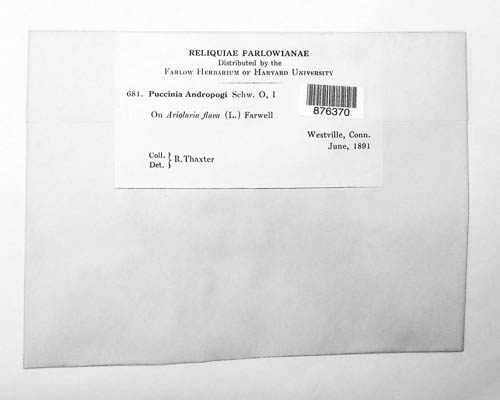 RELIQUIAE FARLOWIANAE
Distributed by the
FARLOW HERBARIUM OF HARVARD UNIVERSITY
681. Puccinia Andropogi Schw. O, I
876370
On Ariolaria flava (L.) Farwell
Westville, Conn.
June, 1891
Coll. } R. Thaxter
Det.